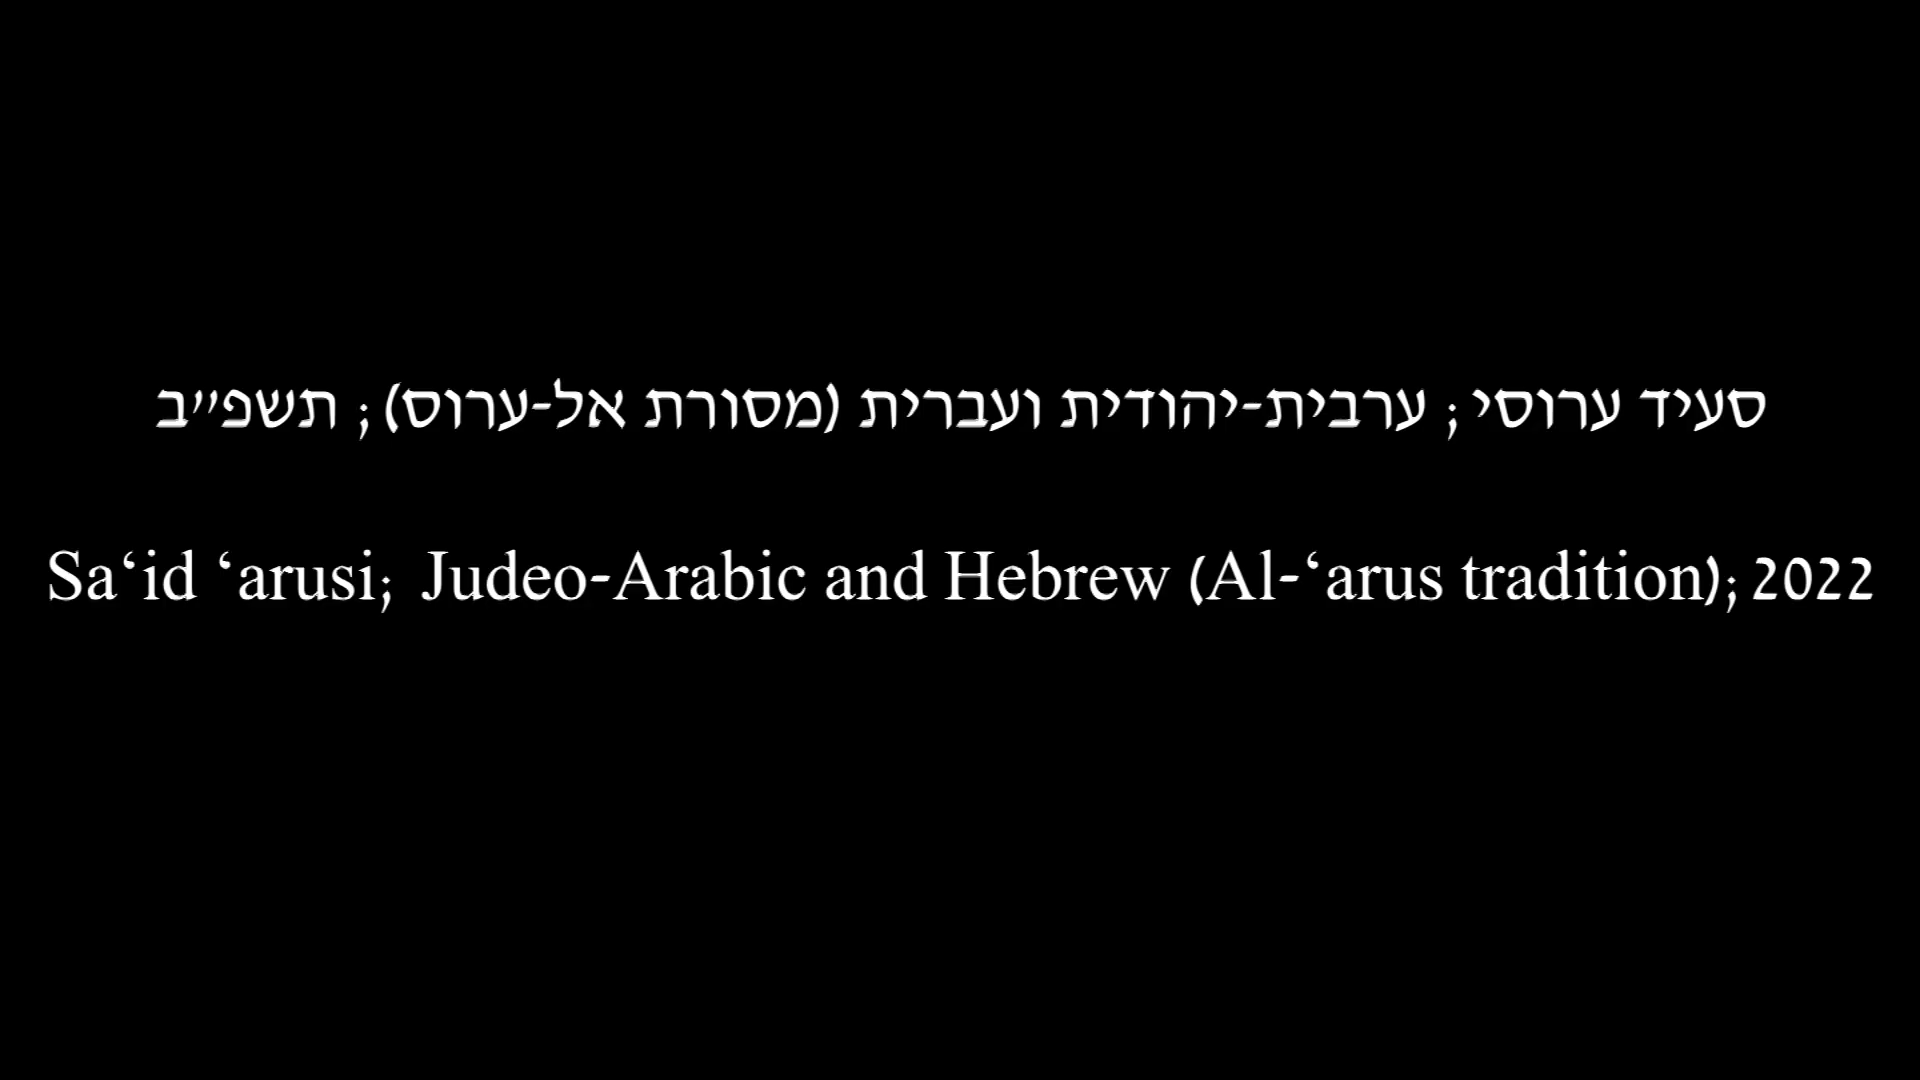 סעיד ערוסי; ערבית-יהודית ועברית (מסורת אל-ערוס); תשפ״ב
Sa‘id ‘arusi; Judeo-Arabic and Hebrew (Al-‘arus tradition); 2022